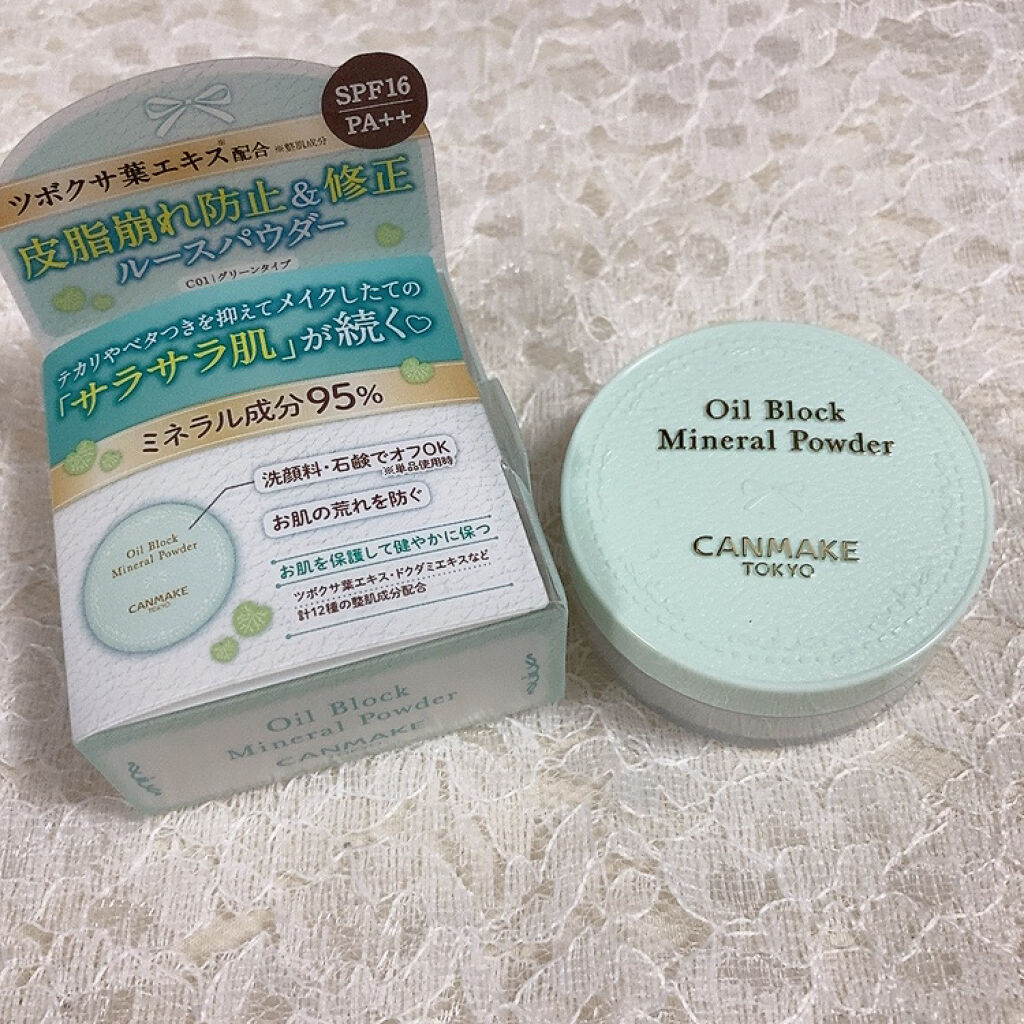 SPF16
PA++
ツボクサ葉エキス※配合 ※整肌成分
皮脂崩れ防止&修正
ルースパウダー
C01|グリーンタイプ
テカリやベタつきを抑えてメイクしたての
「サラサラ肌」が続く♡
ミネラル成分95%
洗顔料・石鹸でオフOK
※単品使用時
お肌の荒れを防ぐ
お肌を保護して健やかに保つ
ツボクサ葉エキス・ドクダミエキスなど
計12種の整肌成分配合
Oil Block
Mineral Powder
CANMAKE
TOKYO
Oil Block
Mineral Powder
CANMAKE
Oil Block
Mineral Powder
CANMAKE
TOKYO